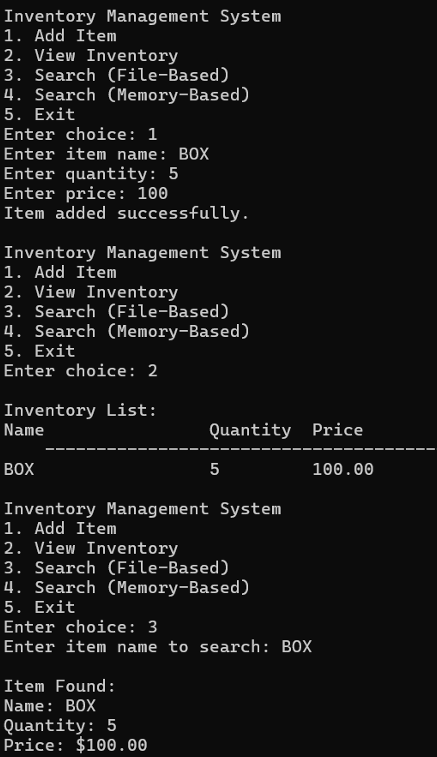 Inventory Management System
1. Add Item
2. View Inventory
3. Search (File-Based)
4. Search (Memory-Based)
5. Exit
Enter choice: 1
Enter item name: BOX
Enter quantity: 5
Enter price: 100
Item added successfully.

Inventory Management System
1. Add Item
2. View Inventory
3. Search (File-Based)
4. Search (Memory-Based)
5. Exit
Enter choice: 2

Inventory List:
Name                Quantity  Price
    --------------------------------------
BOX                 5         100.00

Inventory Management System
1. Add Item
2. View Inventory
3. Search (File-Based)
4. Search (Memory-Based)
5. Exit
Enter choice: 3
Enter item name to search: BOX

Item Found:
Name: BOX
Quantity: 5
Price: $100.00